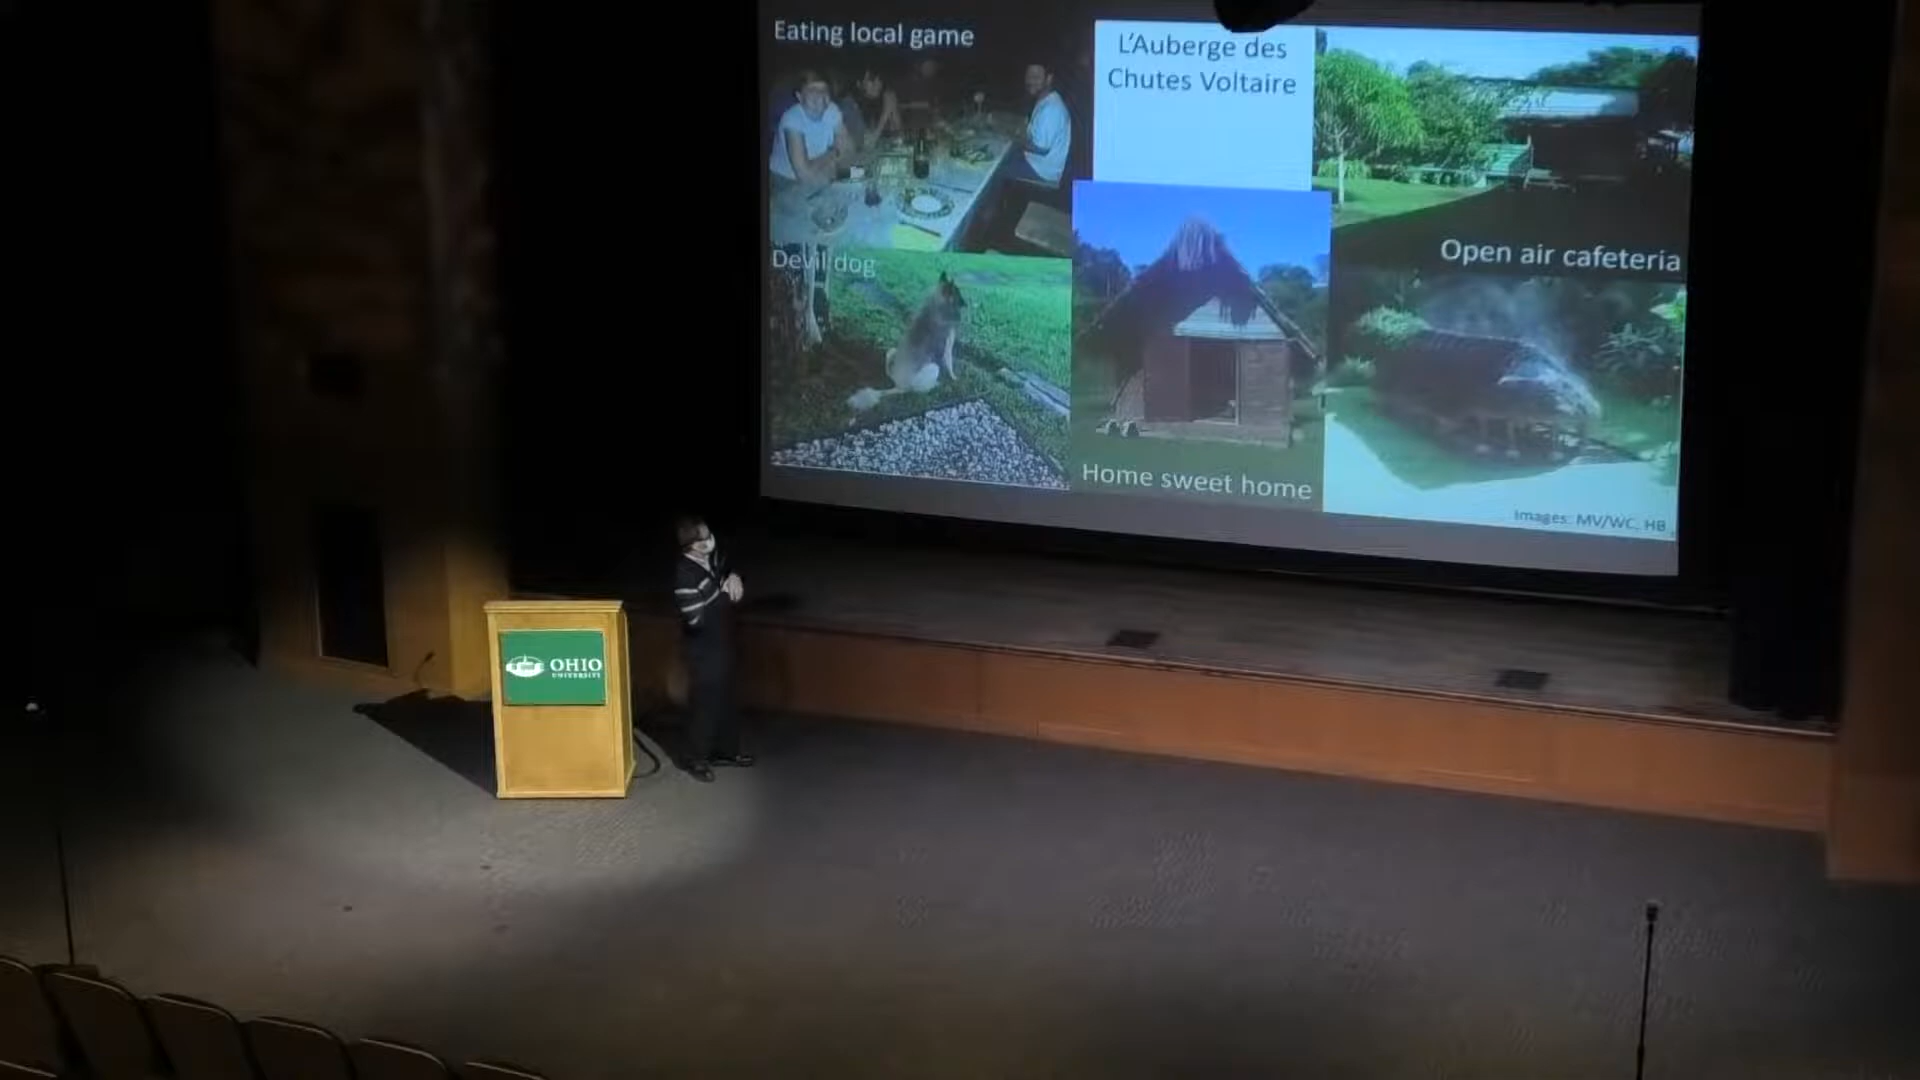 Eating local game
L'Auberge des
Chutes Voltaire
Open air cafeteria
Devil dog
Home sweet home
Images: MV/WC, HB
OHIO
UNIVERSITY